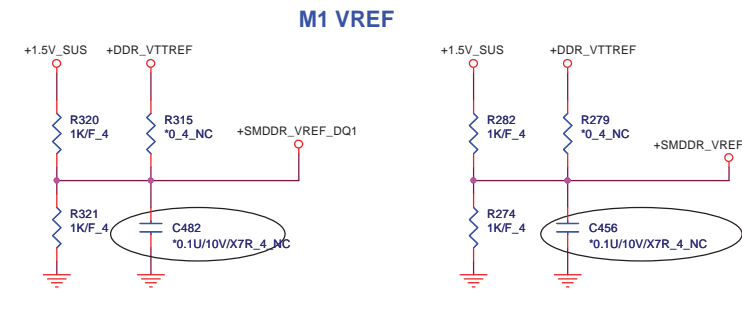 M1 VREF
+1.5V_SUS +DDR_VTTREF
R320
1K/F_4
R315
*0_4_NC
+SMDDR_VREF_DQ1
R321
1K/F_4
C482
*0.1U/10V/X7R_4_NC
+1.5V_SUS +DDR_VTTREF
R282
1K/F_4
R279
*0_4_NC
+SMDDR_VREF
R274
1K/F_4
C456
*0.1U/10V/X7R_4_NC